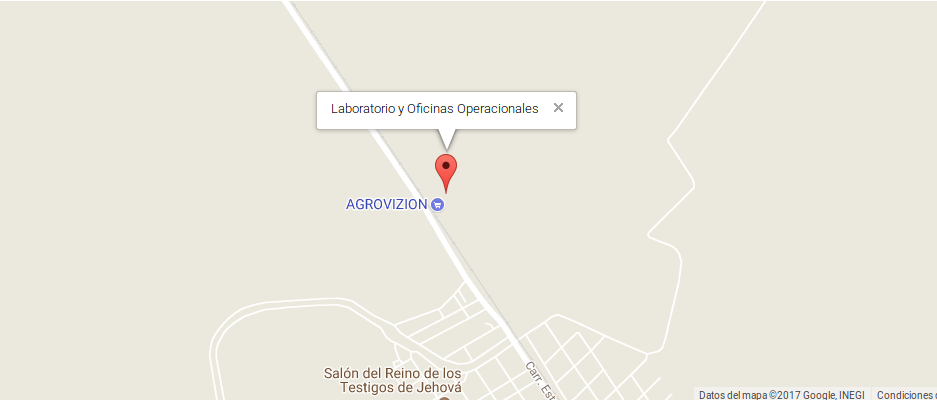 Laboratorio y Oficinas Operacionales
AGROVIZION
Salón del Reino de los
Testigos de Jehová
Carr. Est
Datos del mapa ©2017 Google, INEGI
Condiciones